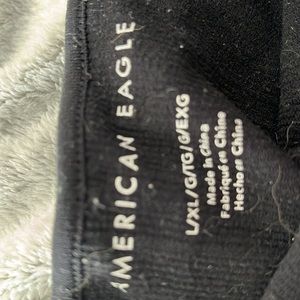 AMERICAN EAGLE
L/XL/G/TG/G/EXG
Made in China
Fabriqué en Chine
Hecho en China